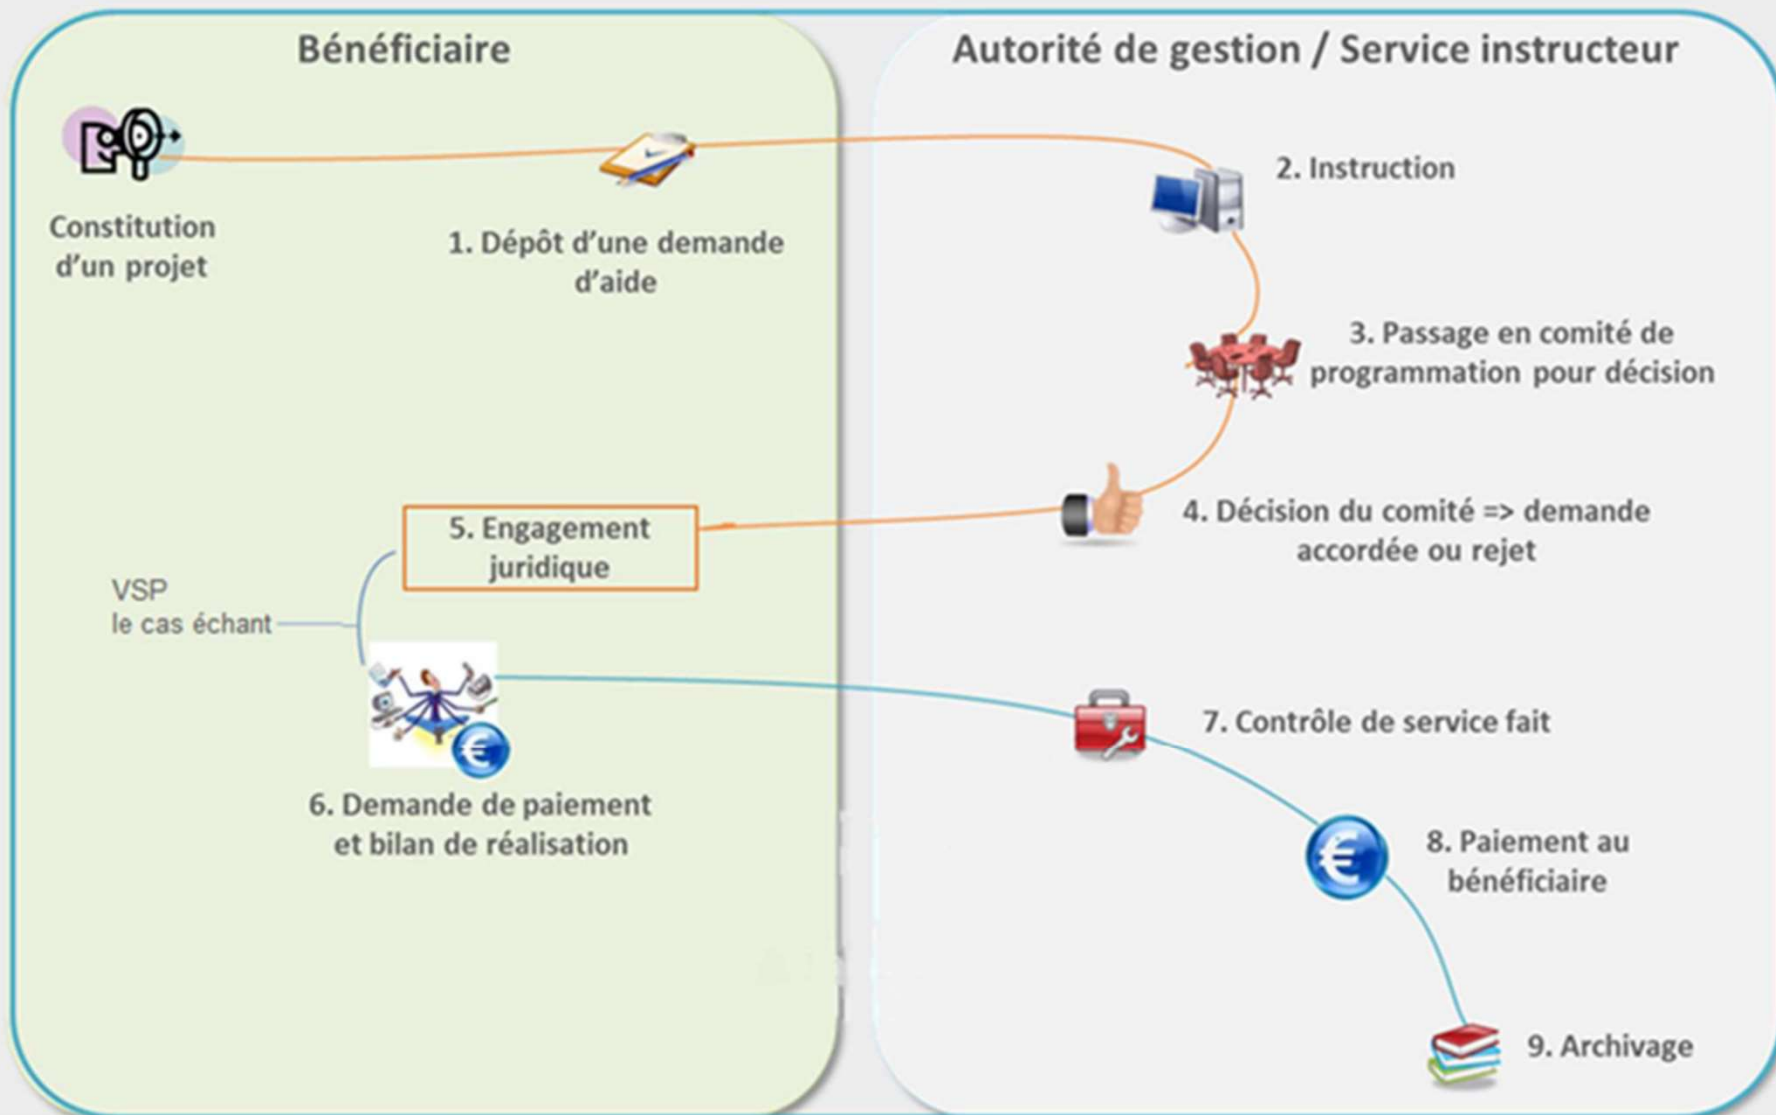 Bénéficiaire
Autorité de gestion / Service instructeur
Constitution
d'un projet
1. Dépôt d'une demande
d'aide
2. Instruction
3. Passage en comité de
programmation pour décision
4. Décision du comité => demande
accordée ou rejet
5. Engagement
juridique
VSP
le cas échant
6. Demande de paiement
et bilan de réalisation
7. Contrôle de service fait
8. Paiement au
bénéficiaire
9. Archivage